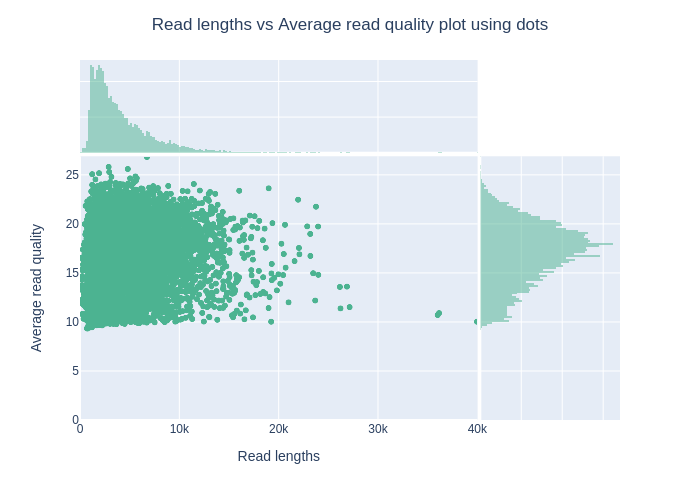 Read lengths vs Average read quality plot using dots
25
20
15
10
5
0
0 10k 20k 30k 40k
Average read quality
Read lengths